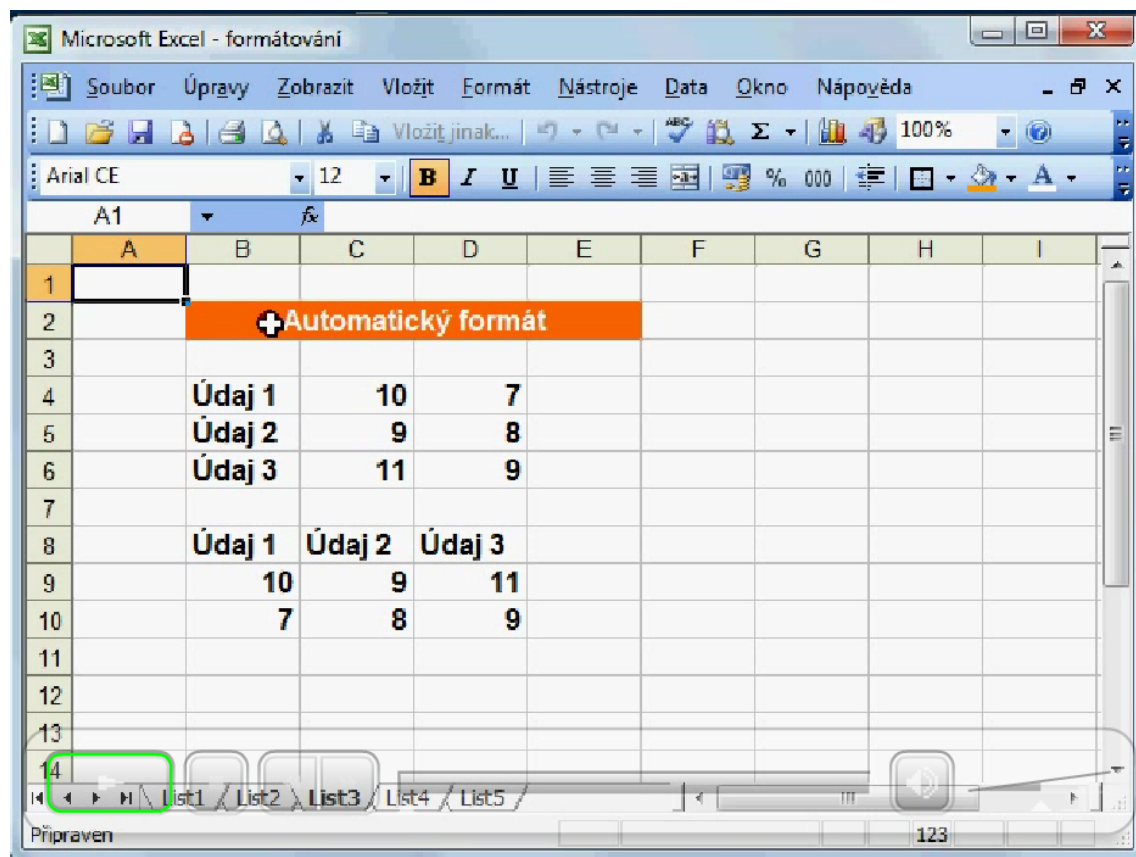 Microsoft Excel - formátování
Soubor Úpravy Zobrazit Vložit Formát Nástroje Data Okno Nápověda
Vložit jinak... ABC Σ 100%
Arial CE 12 B I U % 000 A
A1 fx
A B C D E F G H I
1
2 Automatický formát
3
4 Údaj 1 10 7
5 Údaj 2 9 8
6 Údaj 3 11 9
7
8 Údaj 1 Údaj 2 Údaj 3
9 10 9 11
10 7 8 9
11
12
13
14
List1 List2 List3 List4 List5
Připraven 123